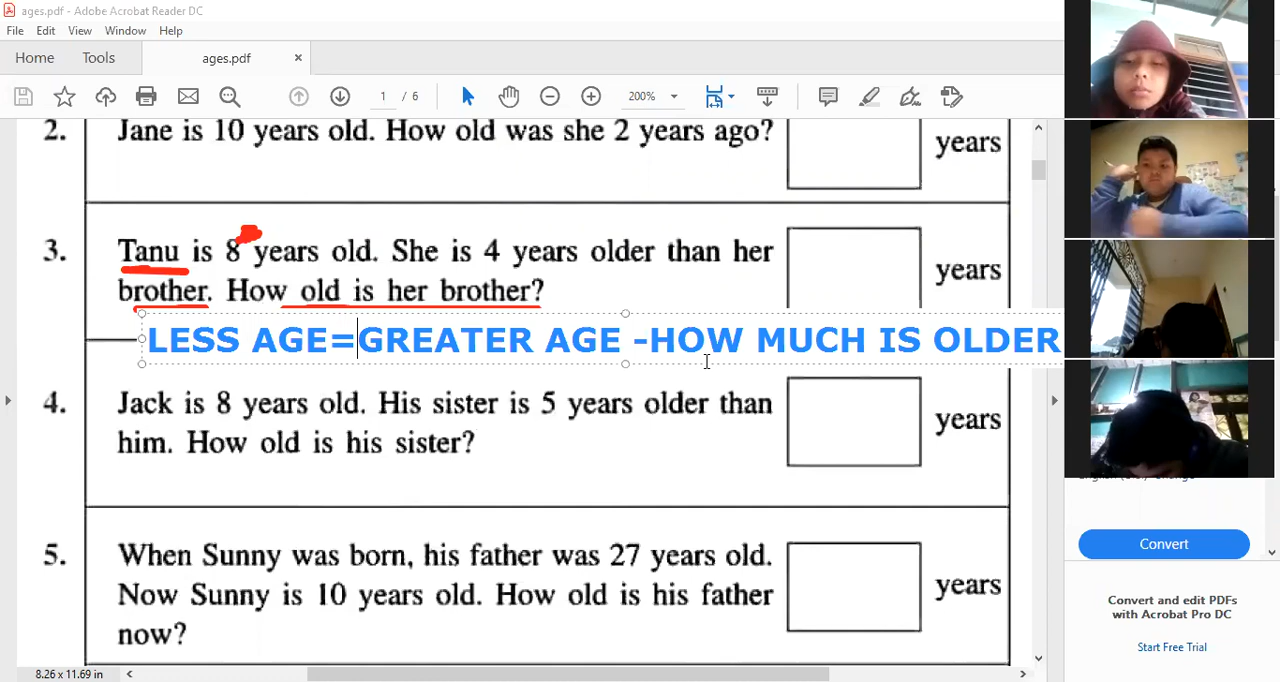 ages.pdf - Adobe Acrobat Reader DC
File Edit View Window Help
Home Tools ages.pdf ×
1 / 6 200%
2. Jane is 10 years old. How old was she 2 years ago? years
3. Tanu is 8 years old. She is 4 years older than her years
brother. How old is her brother?
LESS AGE=GREATER AGE -HOW MUCH IS OLDER
4. Jack is 8 years old. His sister is 5 years older than years
him. How old is his sister?
5. When Sunny was born, his father was 27 years old.
Now Sunny is 10 years old. How old is his father years
now?
Convert
Convert and edit PDFs
with Acrobat Pro DC
Start Free Trial
8.26 x 11.69 in